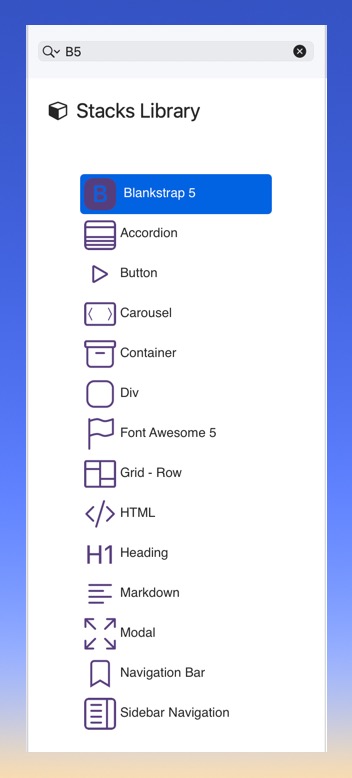 B5
Stacks Library
B Blankstrap 5
Accordion
Button
Carousel
Container
Div
Font Awesome 5
Grid - Row
HTML
H1 Heading
Markdown
Modal
Navigation Bar
Sidebar Navigation